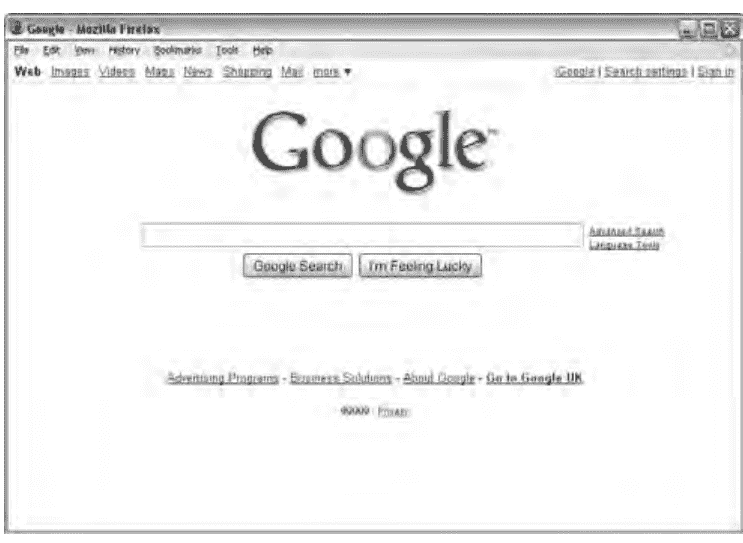 Google - Mozilla Firefox
File Edit View History Bookmarks Tools Help
Web Images Videos Maps News Shopping Mail more ▼ iGoogle | Search settings | Sign in
Google™
Advanced Search
Language Tools
Google Search I'm Feeling Lucky
Advertising Programs - Business Solutions - About Google - Go to Google UK
©2009 - Privacy